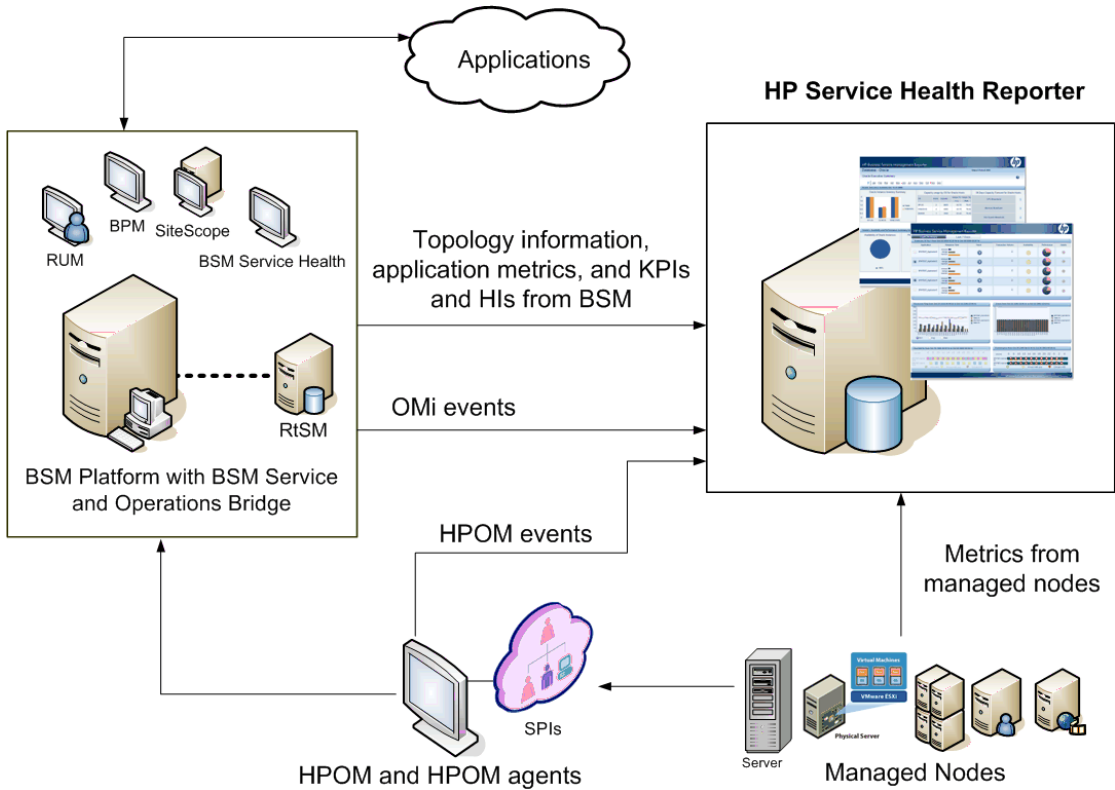 Applications
HP Service Health Reporter
RUM
BPM
SiteScope
BSM Service Health
RtSM
BSM Platform with BSM Service
and Operations Bridge
Topology information,
application metrics, and KPIs
and HIs from BSM
OMi events
HPOM events
Metrics from
managed nodes
SPIs
HPOM and HPOM agents
Server
Virtual Machines
VMware ESXi
Physical Server
Managed Nodes
hp